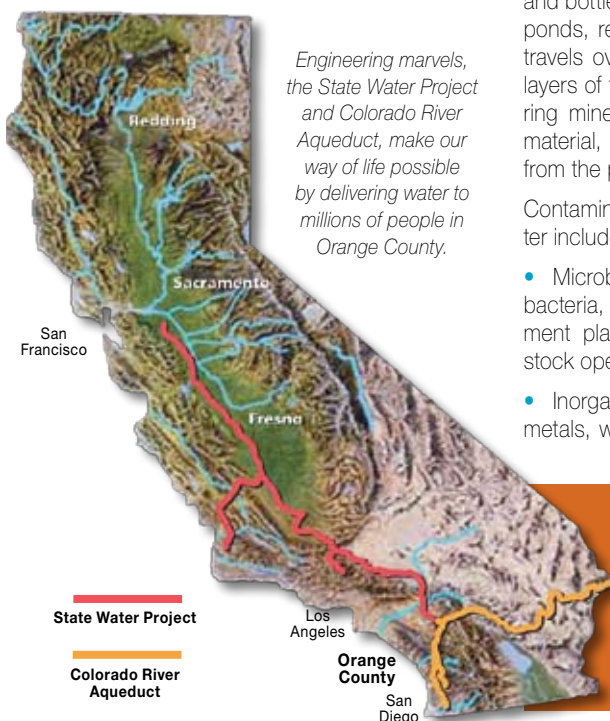 Engineering marvels,
the State Water Project
and Colorado River
Aqueduct, make our
way of life possible
by delivering water to
millions of people in
Orange County.
Redding
Sacramento
San
Francisco
Fresno
State Water Project
Colorado River
Aqueduct
Los
Angeles
Orange
County
San
Diego
and bottle
ponds, re
travels ov
layers of
ring mine
material,
from the p
Contamin
ter includ
• Microb
bacteria,
ment pla
stock ope
• Inorga
metals, w